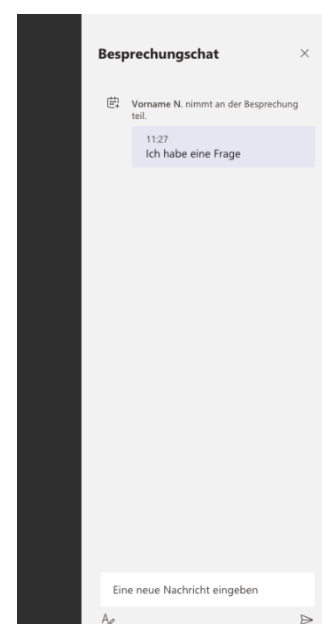 Besprechungschat
Vorname N. nimmt an der Besprechung
teil.
11:27
Ich habe eine Frage
Eine neue Nachricht eingeben